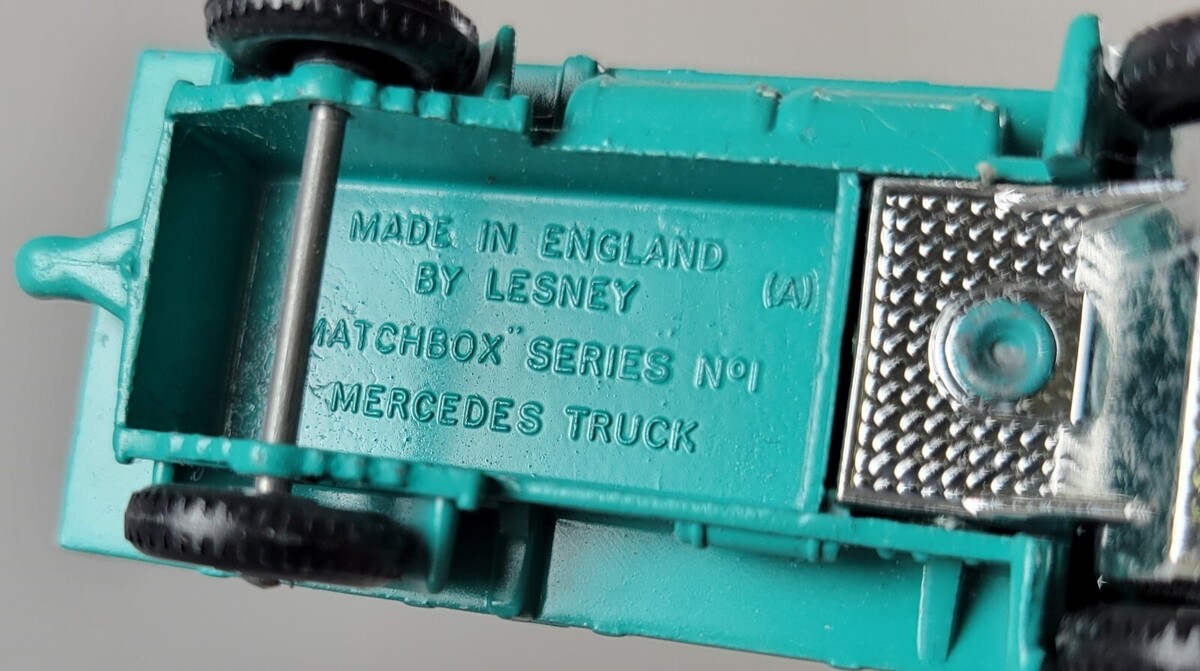 MADE IN ENGLAND
BY LESNEY (A)
MATCHBOX" SERIES Nº1
MERCEDES TRUCK